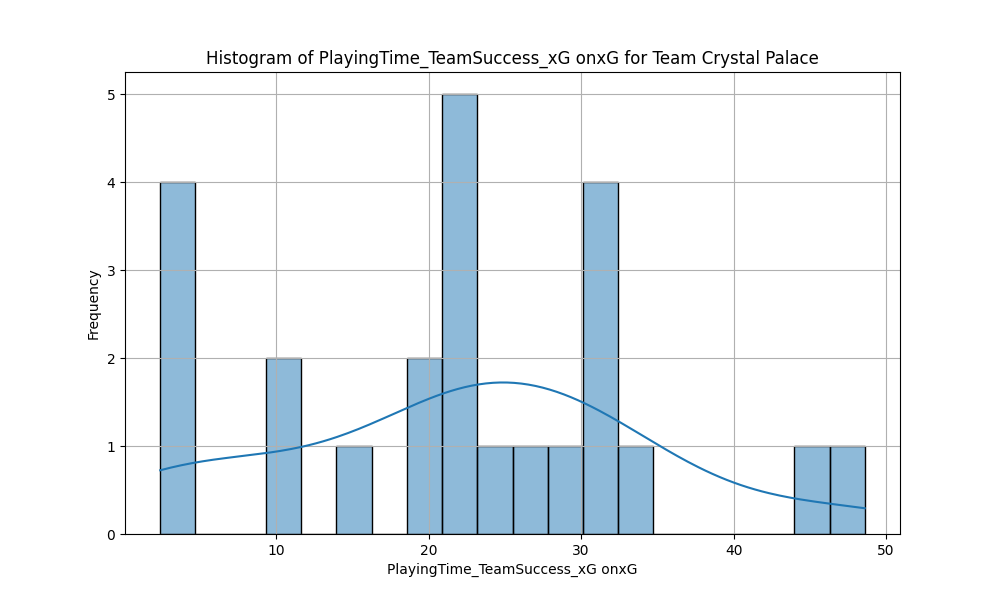 Histogram of PlayingTime_TeamSuccess_xG onxG for Team Crystal Palace
Frequency
5
4
3
2
1
0
10 20 30 40 50
PlayingTime_TeamSuccess_xG onxG